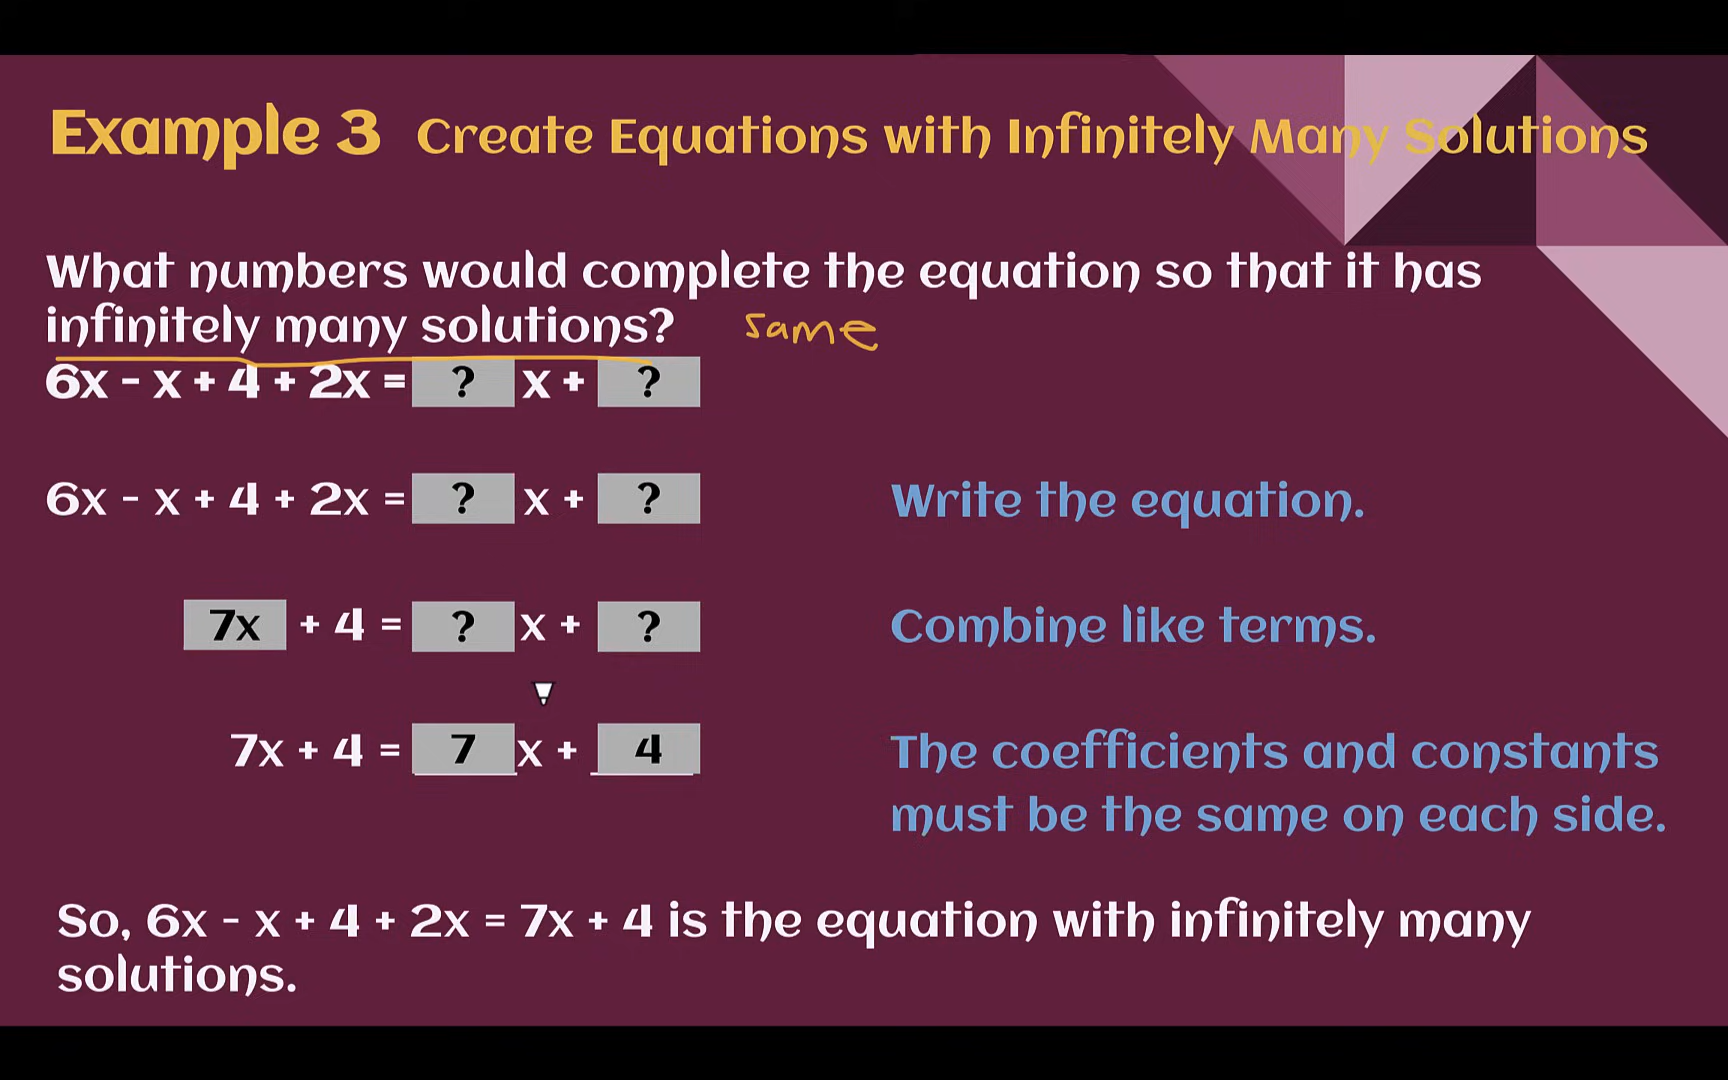 Example 3 Create Equations with Infinitely Many Solutions
What numbers would complete the equation so that it has
infinitely many solutions? same
6x - x + 4 + 2x = ? x + ?
6x - x + 4 + 2x = ? x + ? Write the equation.
7x + 4 = ? x + ? Combine like terms.
7x + 4 = 7 x + 4 The coefficients and constants
must be the same on each side.
So, 6x - x + 4 + 2x = 7x + 4 is the equation with infinitely many
solutions.